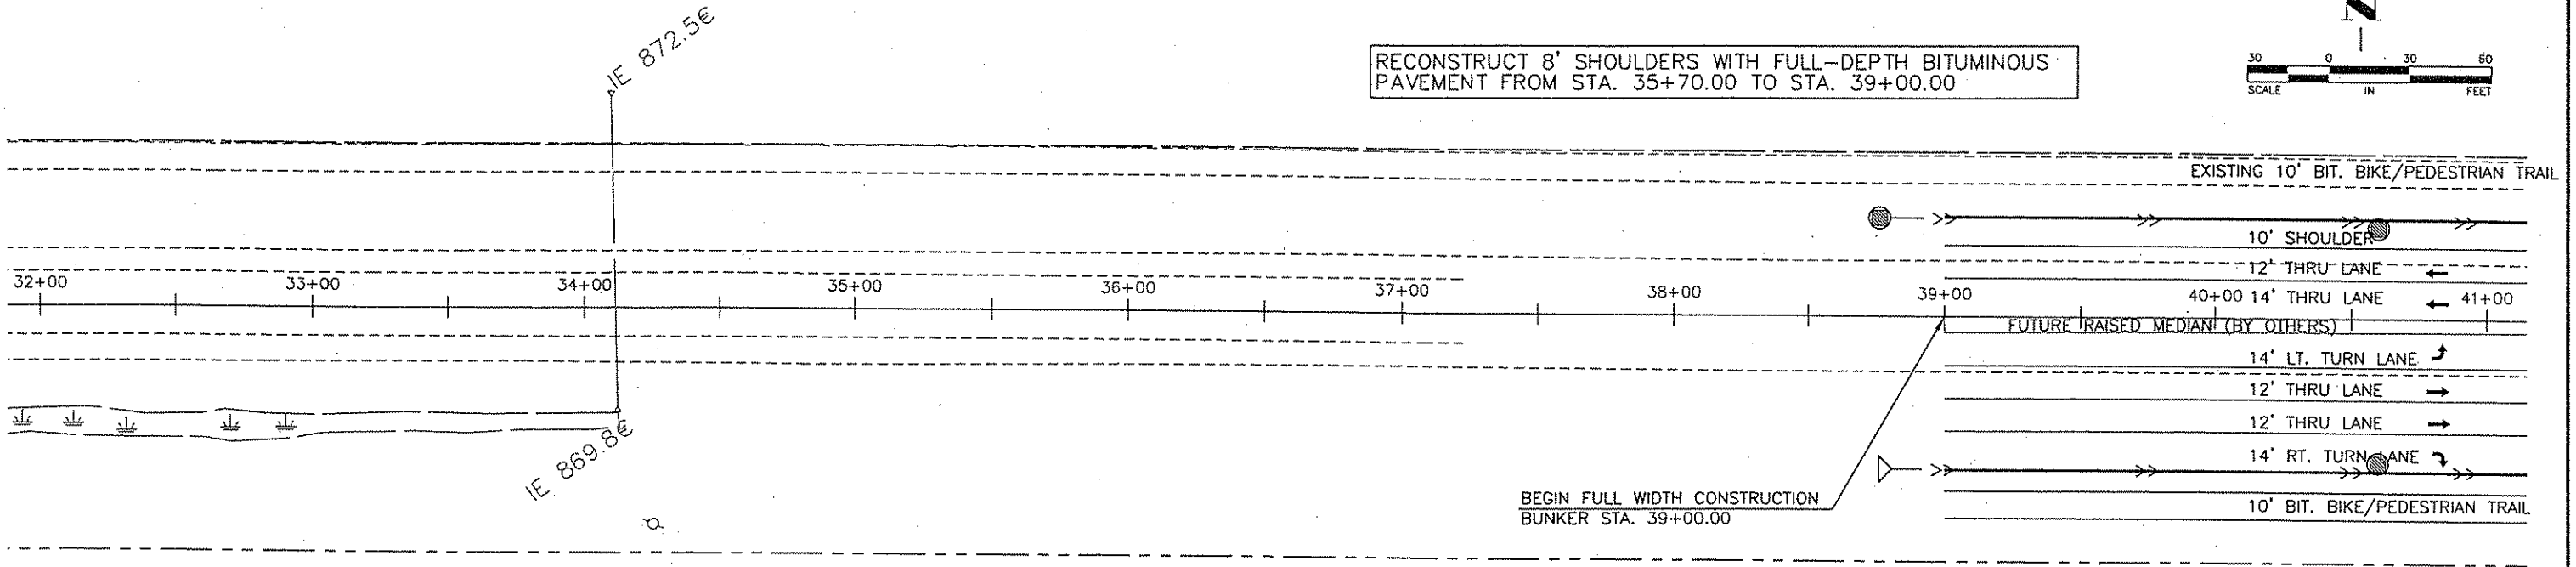 IE 872.5€
RECONSTRUCT 8' SHOULDERS WITH FULL-DEPTH BITUMINOUS
PAVEMENT FROM STA. 35+70.00 TO STA. 39+00.00
N
30 0 30 60
SCALE IN FEET
EXISTING 10' BIT. BIKE/PEDESTRIAN TRAIL
10' SHOULDER
12' THRU LANE
32+00 33+00 34+00 35+00 36+00 37+00 38+00 39+00 40+00 14' THRU LANE 41+00
FUTURE RAISED MEDIAN (BY OTHERS)
14' LT. TURN LANE
12' THRU LANE
12' THRU LANE
14' RT. TURN LANE
IE 869.8€
BEGIN FULL WIDTH CONSTRUCTION
BUNKER STA. 39+00.00
10' BIT. BIKE/PEDESTRIAN TRAIL